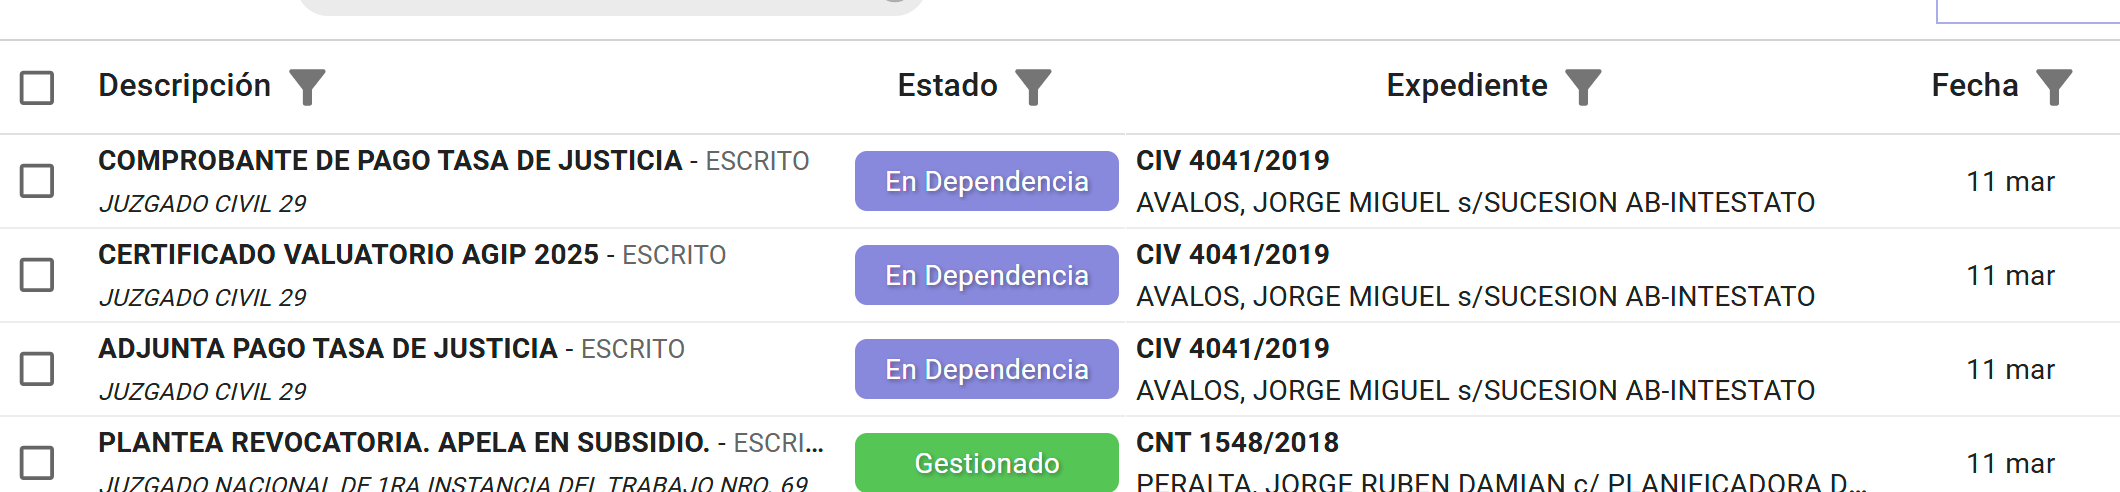 Descripción Estado Expediente Fecha
COMPROBANTE DE PAGO TASA DE JUSTICIA - ESCRITO
JUZGADO CIVIL 29
En Dependencia
CIV 4041/2019
AVALOS, JORGE MIGUEL s/SUCESION AB-INTESTATO
11 mar
CERTIFICADO VALUATORIO AGIP 2025 - ESCRITO
JUZGADO CIVIL 29
En Dependencia
CIV 4041/2019
AVALOS, JORGE MIGUEL s/SUCESION AB-INTESTATO
11 mar
ADJUNTA PAGO TASA DE JUSTICIA - ESCRITO
JUZGADO CIVIL 29
En Dependencia
CIV 4041/2019
AVALOS, JORGE MIGUEL s/SUCESION AB-INTESTATO
11 mar
PLANTEA REVOCATORIA. APELA EN SUBSIDIO. - ESCRI...
JUZGADO NACIONAL DE 1RA INSTANCIA DEL TRABAJO NRO. 69
Gestionado
CNT 1548/2018
PERALTA, JORGE RUBEN DAMIAN c/ PLANIFICADORA D...
11 mar